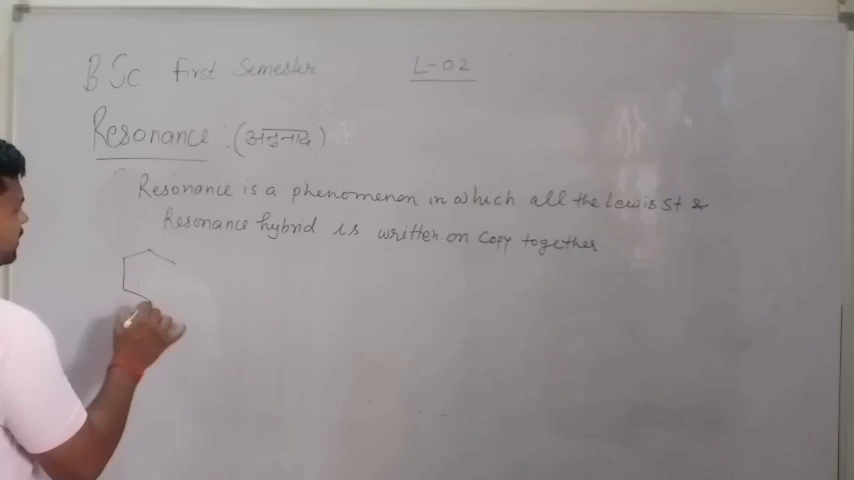 BSc first Semester L-02
Resonance : (अनुनाद)
Resonance is a phenomenon in which all the Lewis St &
Resonance hybrid is written on Copy together